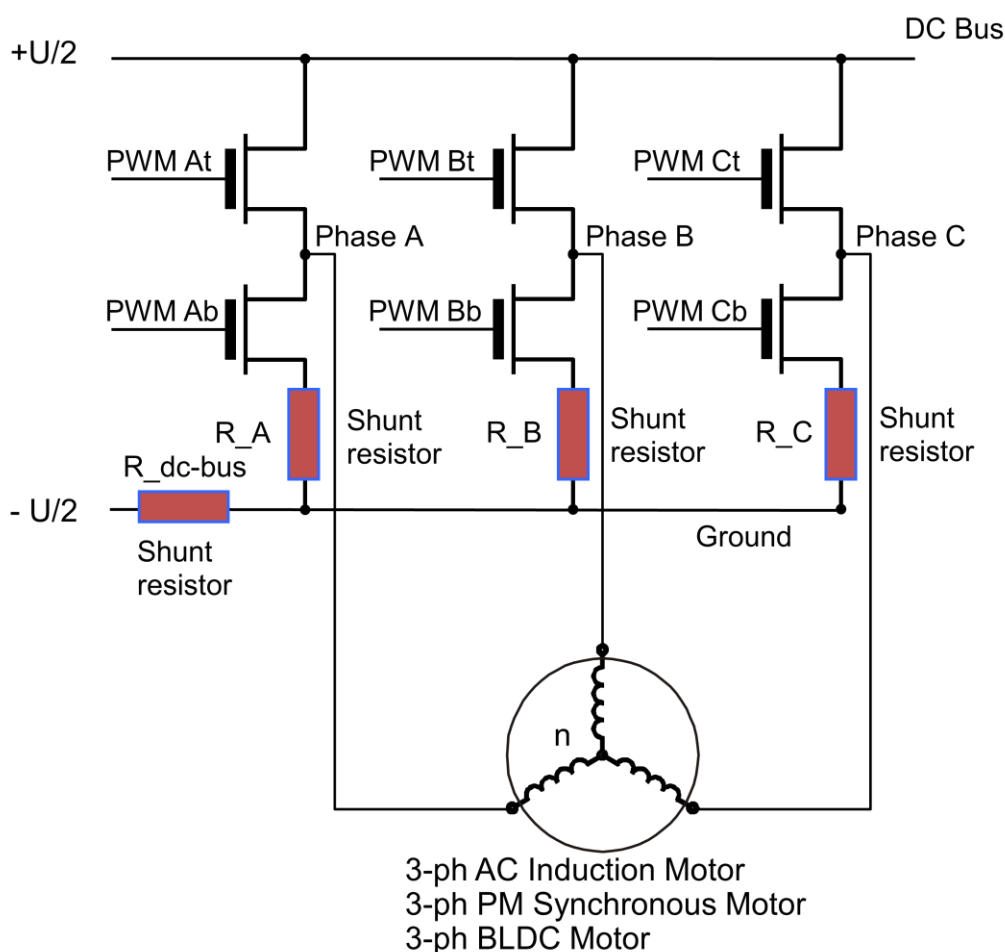 DC Bus
+U/2
PWM At
PWM Bt
PWM Ct
Phase A
Phase B
Phase C
PWM Ab
PWM Bb
PWM Cb
R_A
Shunt
resistor
R_B
Shunt
resistor
R_C
Shunt
resistor
R_dc-bus
- U/2
Shunt
resistor
Ground
n
3-ph AC Induction Motor
3-ph PM Synchronous Motor
3-ph BLDC Motor